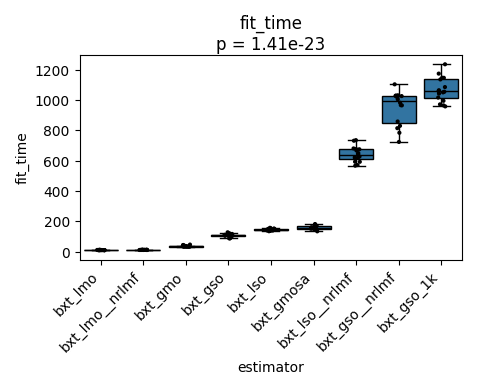 fit_time
p = 1.41e-23
1200
1000
800
600
400
200
0
fit_time
bxt_lmo
bxt_lmo__nrlmf
bxt_gmo
bxt_gso
bxt_lso
bxt_gmosa
bxt_lso__nrlmf
bxt_gso__nrlmf
bxt_gso_1k
estimator